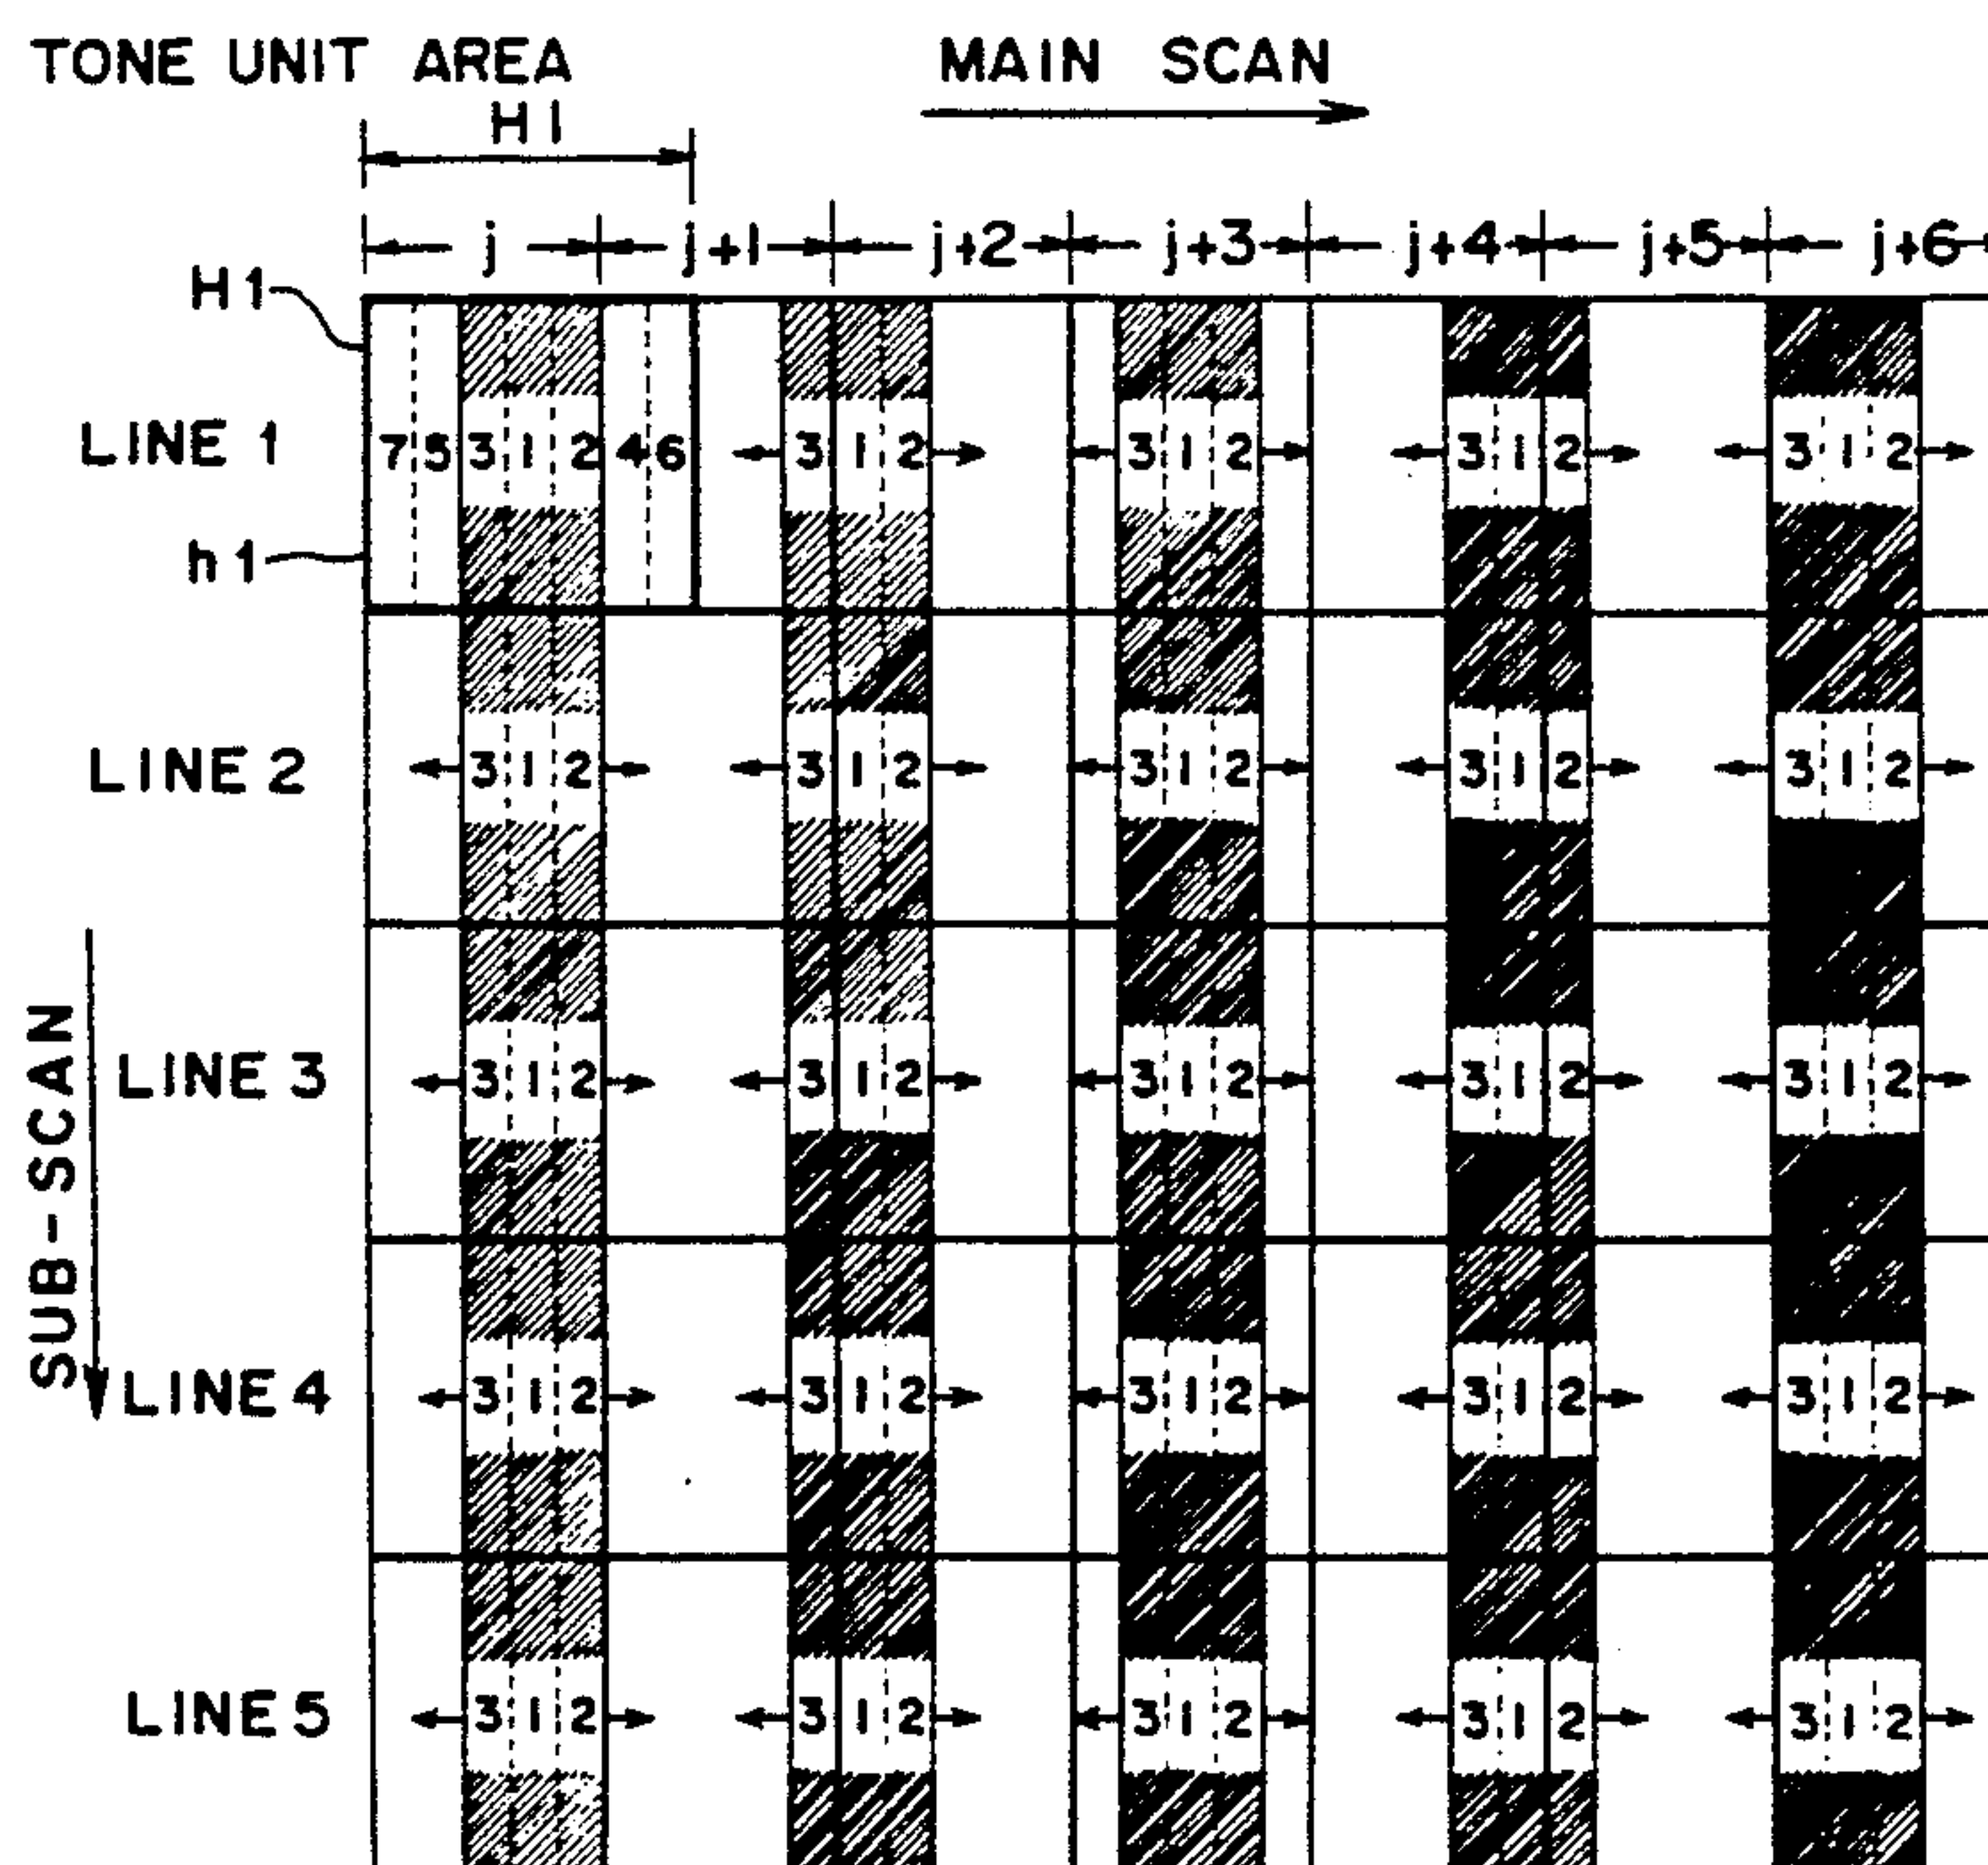 TONE UNIT AREA MAIN SCAN
H1
j j+1 j+2 j+3 j+4 j+5 j+6
H1
LINE 1 7 5 3 1 2 4 6 3 1 2 3 1 2 3 1 2 3 1 2
h1
LINE 2 3 1 2 3 1 2 3 1 2 3 1 2 3 1 2
SUB-SCAN
LINE 3 3 1 2 3 1 2 3 1 2 3 1 2 3 1 2
LINE 4 3 1 2 3 1 2 3 1 2 3 1 2 3 1 2
LINE 5 3 1 2 3 1 2 3 1 2 3 1 2 3 1 2